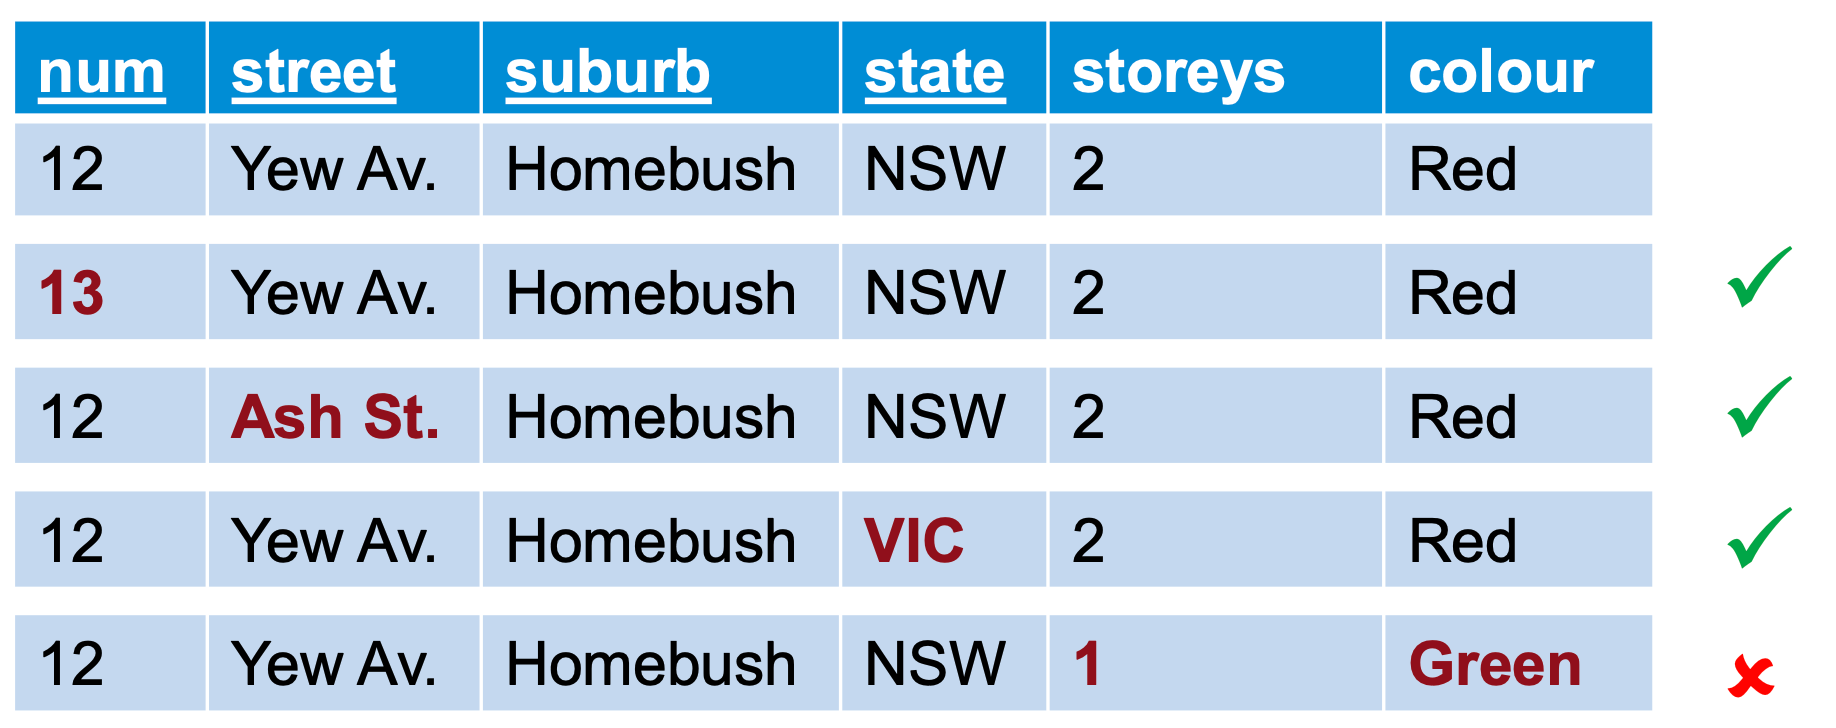 num street suburb state storeys colour
12 Yew Av. Homebush NSW 2 Red
13 Yew Av. Homebush NSW 2 Red
12 Ash St. Homebush NSW 2 Red
12 Yew Av. Homebush VIC 2 Red
12 Yew Av. Homebush NSW 1 Green